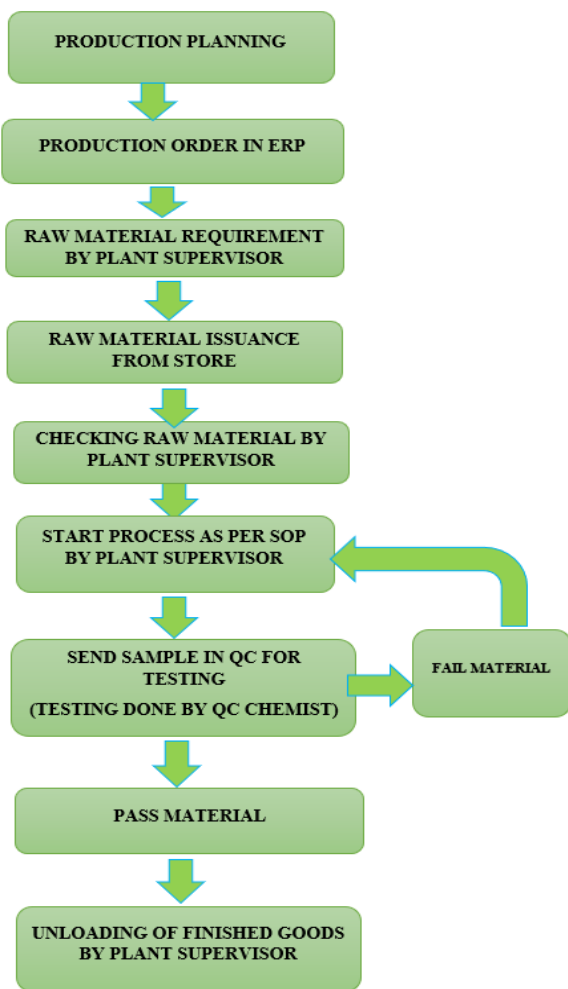 PRODUCTION PLANNING
PRODUCTION ORDER IN ERP
RAW MATERIAL REQUIREMENT
BY PLANT SUPERVISOR
RAW MATERIAL ISSUANCE
FROM STORE
CHECKING RAW MATERIAL BY
PLANT SUPERVISOR
START PROCESS AS PER SOP
BY PLANT SUPERVISOR
SEND SAMPLE IN QC FOR
TESTING
(TESTING DONE BY QC CHEMIST)
FAIL MATERIAL
PASS MATERIAL
UNLOADING OF FINISHED GOODS
BY PLANT SUPERVISOR